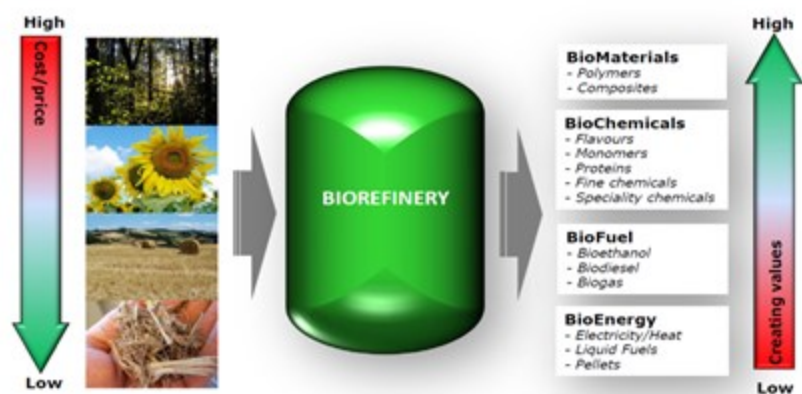 High
Cost/price
Low
BIOREFINERY
BioMaterials
- Polymers
- Composites
BioChemicals
- Flavours
- Monomers
- Proteins
- Fine chemicals
- Speciality chemicals
BioFuel
- Bioethanol
- Biodiesel
- Biogas
BioEnergy
- Electricity/Heat
- Liquid Fuels
- Pellets
High
Creating values
Low